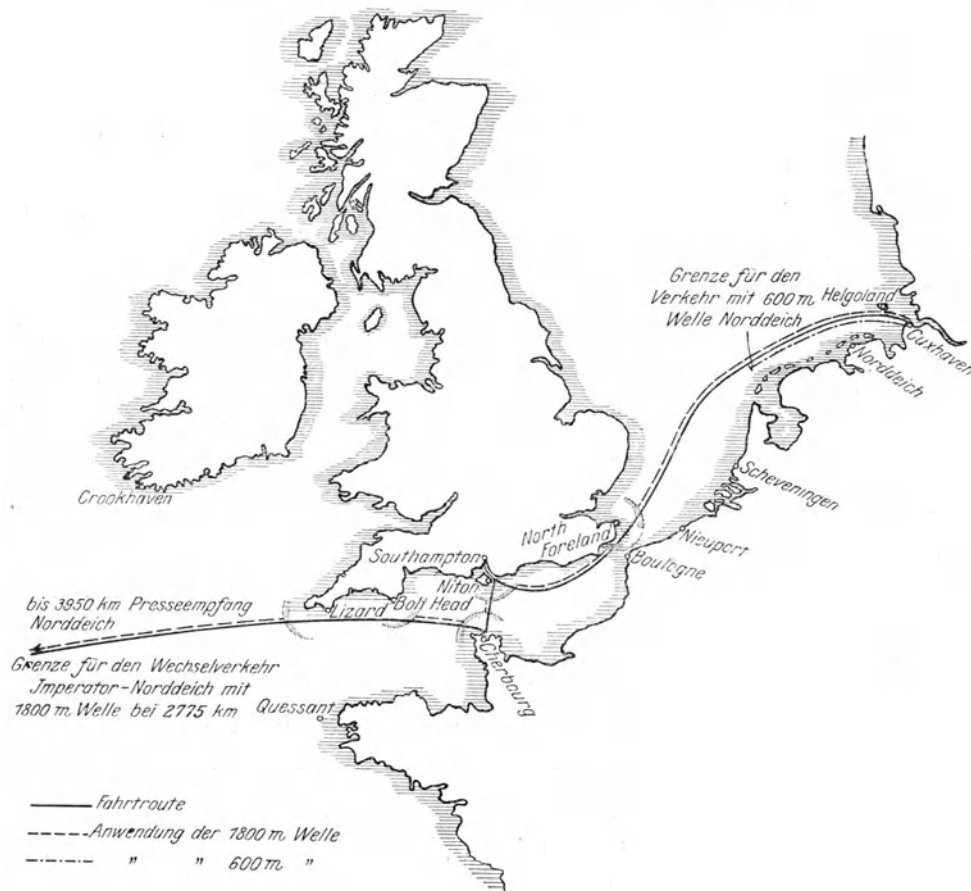 Grenze für den
Verkehr mit 600 m
Welle Norddeich
Helgoland
Cuxhaven
Norddeich
Scheveningen
Crookhaven
North
Foreland
Nieuport
Boulogne
Southampton
Niton
Bolt Head
Lizard
bis 3950 km Presseempfang
Norddeich
Cherbourg
Grenze für den Wechselverkehr
Jmperator-Norddeich mit
1800 m Welle bei 2775 km
Quessant
Fahrtroute
Anwendung der 1800 m Welle
" " 600 m "